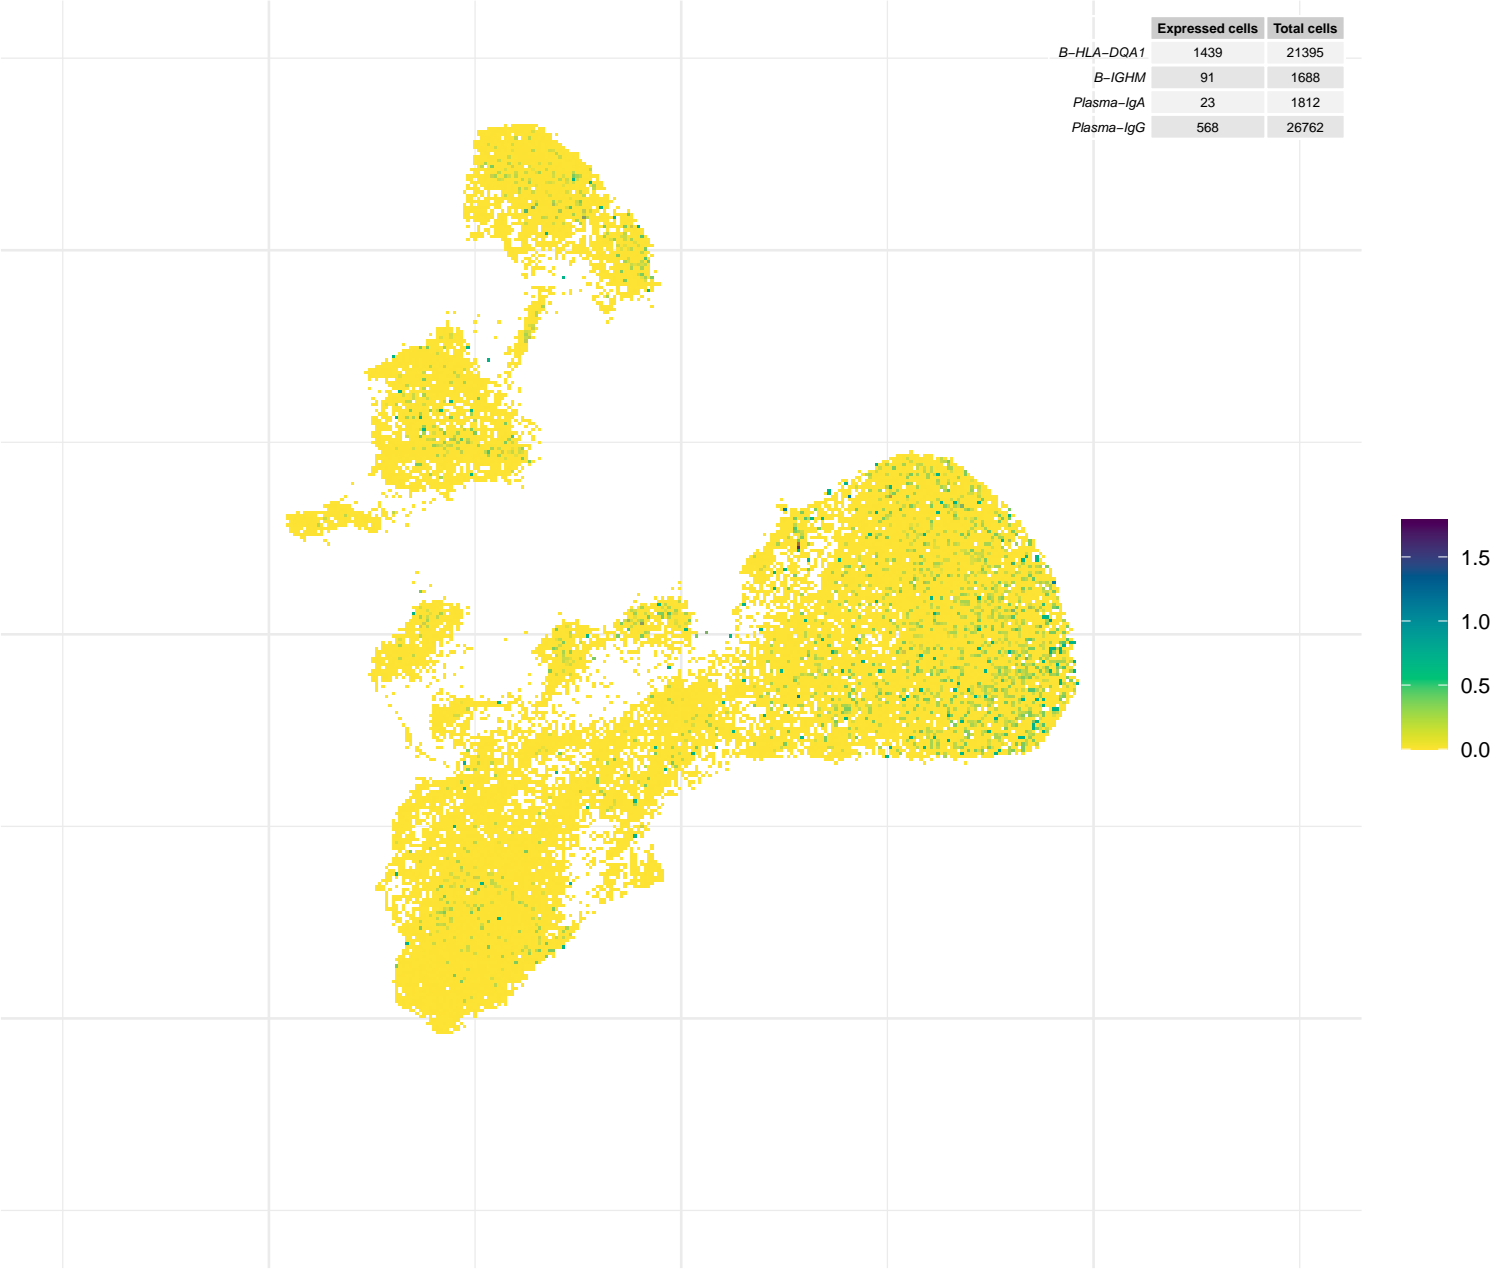 Expressed cells Total cells
B−HLA−DQA1 1439 21395
B−IGHM 91 1688
Plasma−IgA 23 1812
Plasma−IgG 568 26762
1.5
1.0
0.5
0.0